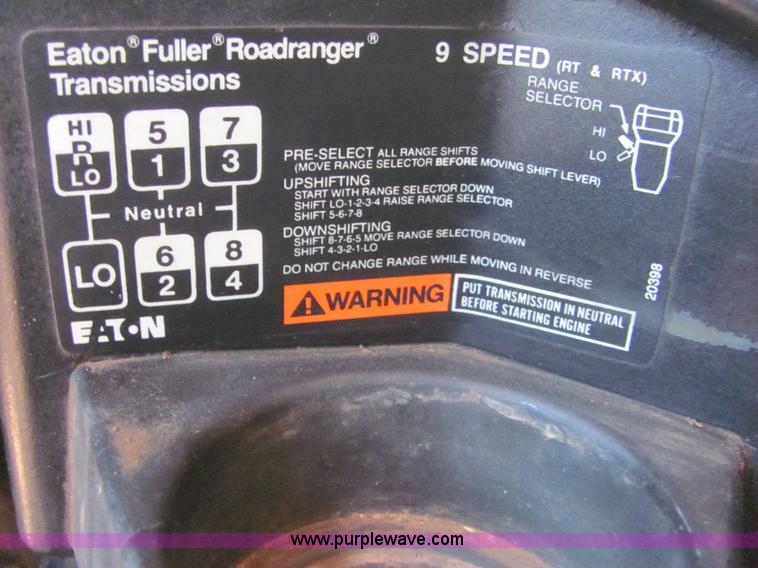 Eaton® Fuller® Roadranger®
Transmissions
9 SPEED (RT & RTX)
RANGE
SELECTOR
HI
LO
HI
R
LO
5
1
7
3
Neutral
LO
6
2
8
4
PRE-SELECT ALL RANGE SHIFTS
(MOVE RANGE SELECTOR BEFORE MOVING SHIFT LEVER)
UPSHIFTING
START WITH RANGE SELECTOR DOWN
SHIFT LO-1-2-3-4 RAISE RANGE SELECTOR
SHIFT 5-6-7-8
DOWNSHIFTING
SHIFT 8-7-6-5 MOVE RANGE SELECTOR DOWN
SHIFT 4-3-2-1-LO
DO NOT CHANGE RANGE WHILE MOVING IN REVERSE
WARNING
PUT TRANSMISSION IN NEUTRAL
BEFORE STARTING ENGINE
20398
EATON
www.purplewave.com